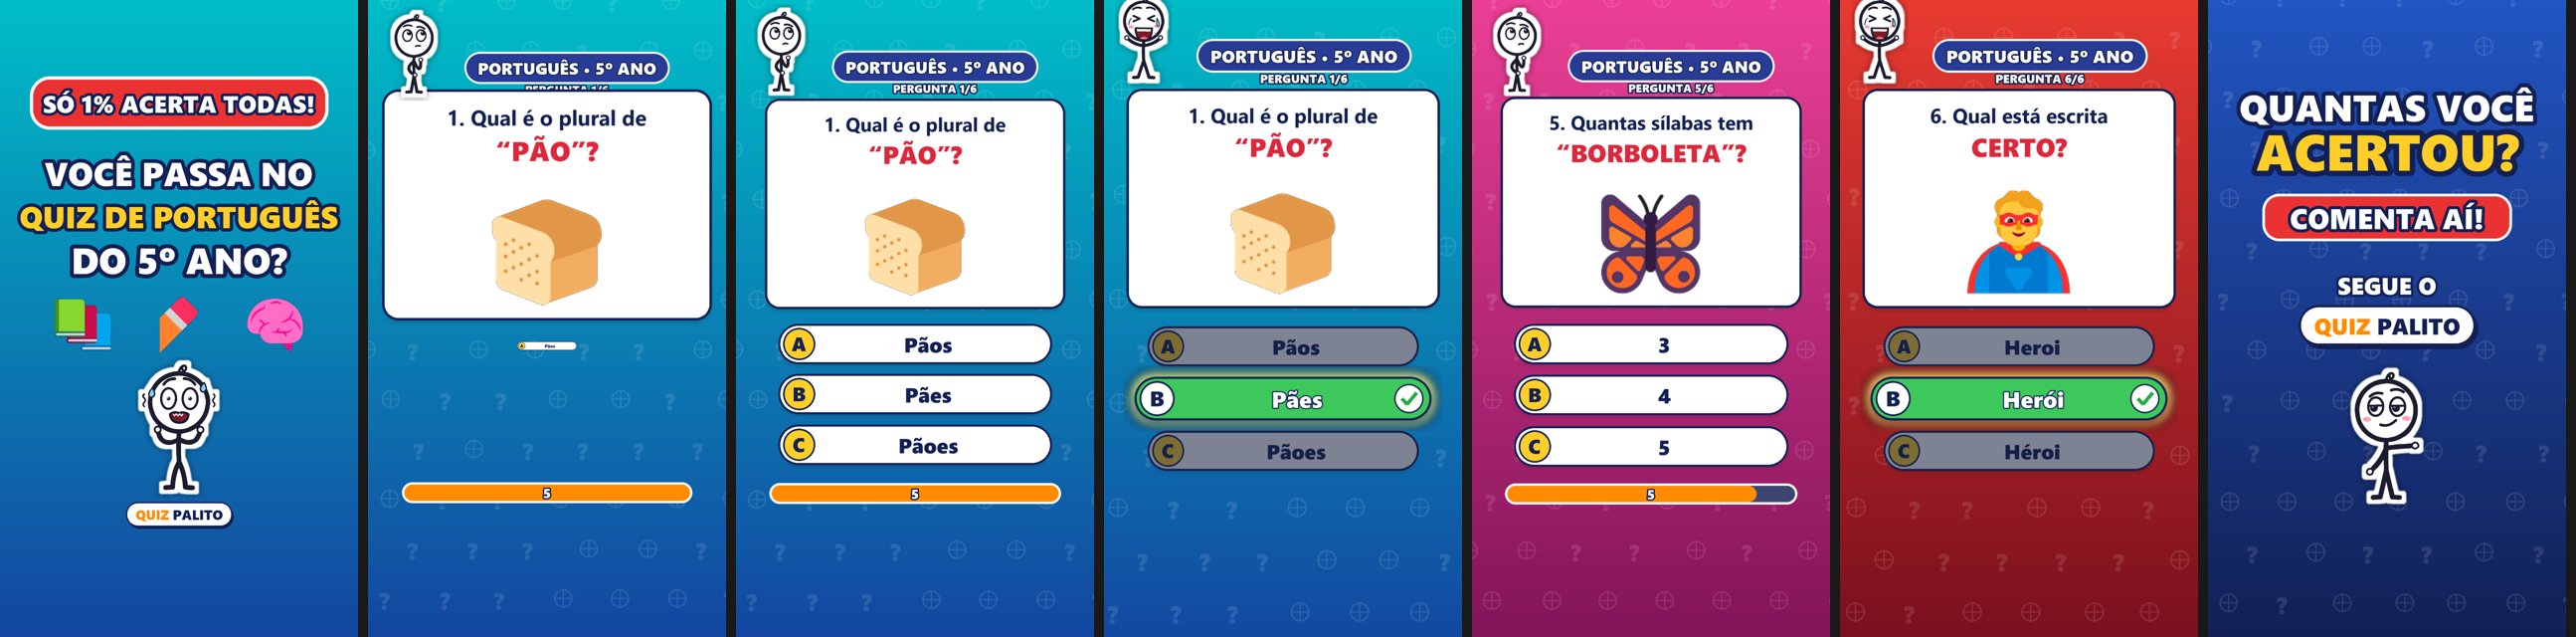 SÓ 1% ACERTA TODAS!
VOCÊ PASSA NO
QUIZ DE PORTUGUÊS
DO 5º ANO?
QUIZ PALITO
PORTUGUÊS • 5º ANO
PERGUNTA 1/6
1. Qual é o plural de
“PÃO”?
A Pãos
5
PORTUGUÊS • 5º ANO
PERGUNTA 1/6
1. Qual é o plural de
“PÃO”?
A Pãos
B Pães
C Pãoes
5
PORTUGUÊS • 5º ANO
PERGUNTA 1/6
1. Qual é o plural de
“PÃO”?
A Pãos
B Pães
C Pãoes
PORTUGUÊS • 5º ANO
PERGUNTA 5/6
5. Quantas sílabas tem
“BORBOLETA”?
A 3
B 4
C 5
5
PORTUGUÊS • 5º ANO
PERGUNTA 6/6
6. Qual está escrita
CERTO?
A Heroi
B Herói
C Héroi
QUANTAS VOCÊ
ACERTOU?
COMENTA AÍ!
SEGUE O
QUIZ PALITO